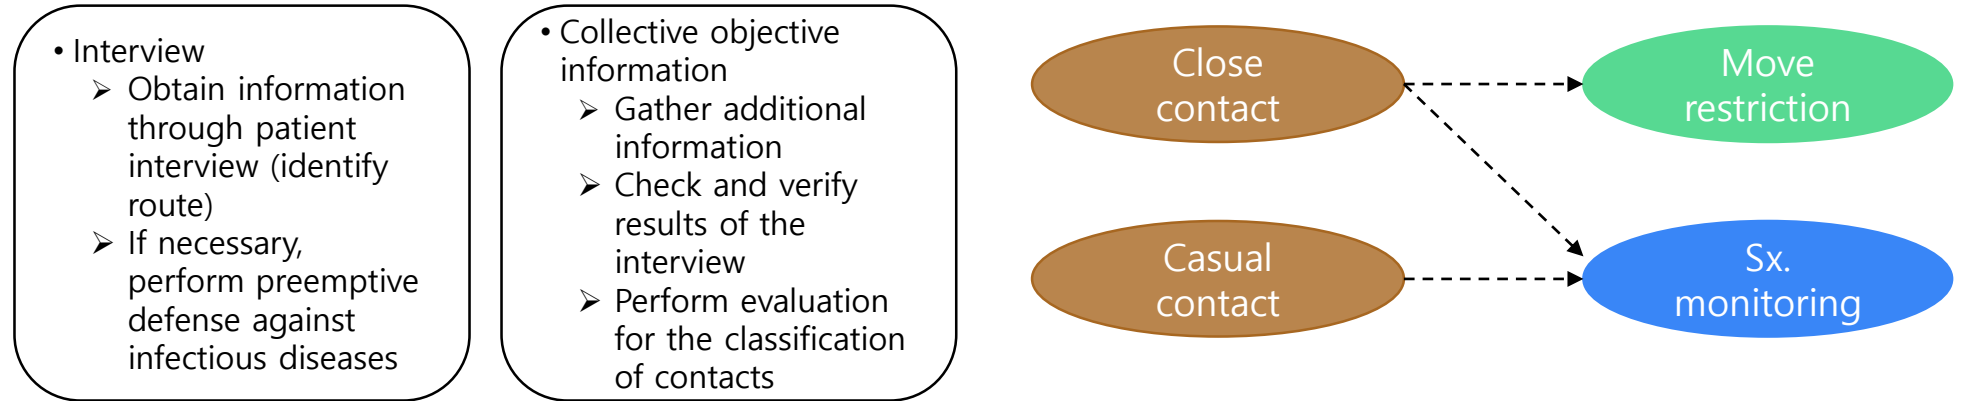 • Interview
➢ Obtain information
through patient
interview (identify
route)
➢ If necessary,
perform preemptive
defense against
infectious diseases
• Collective objective
information
➢ Gather additional
information
➢ Check and verify
results of the
interview
➢ Perform evaluation
for the classification
of contacts
Close
contact
Move
restriction
Casual
contact
Sx.
monitoring